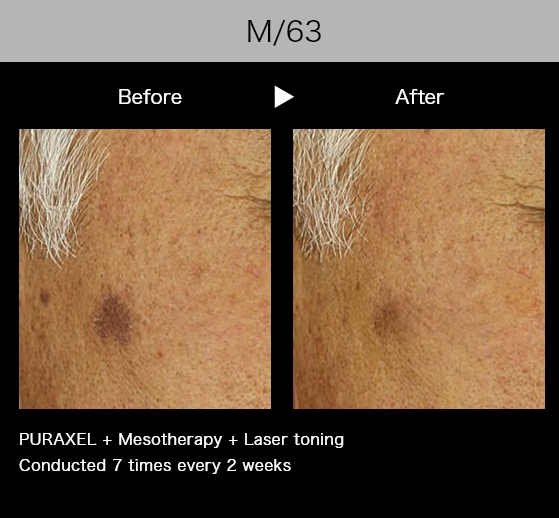 M/63
Before
After
PURAXEL + Mesotherapy + Laser toning
Conducted 7 times every 2 weeks